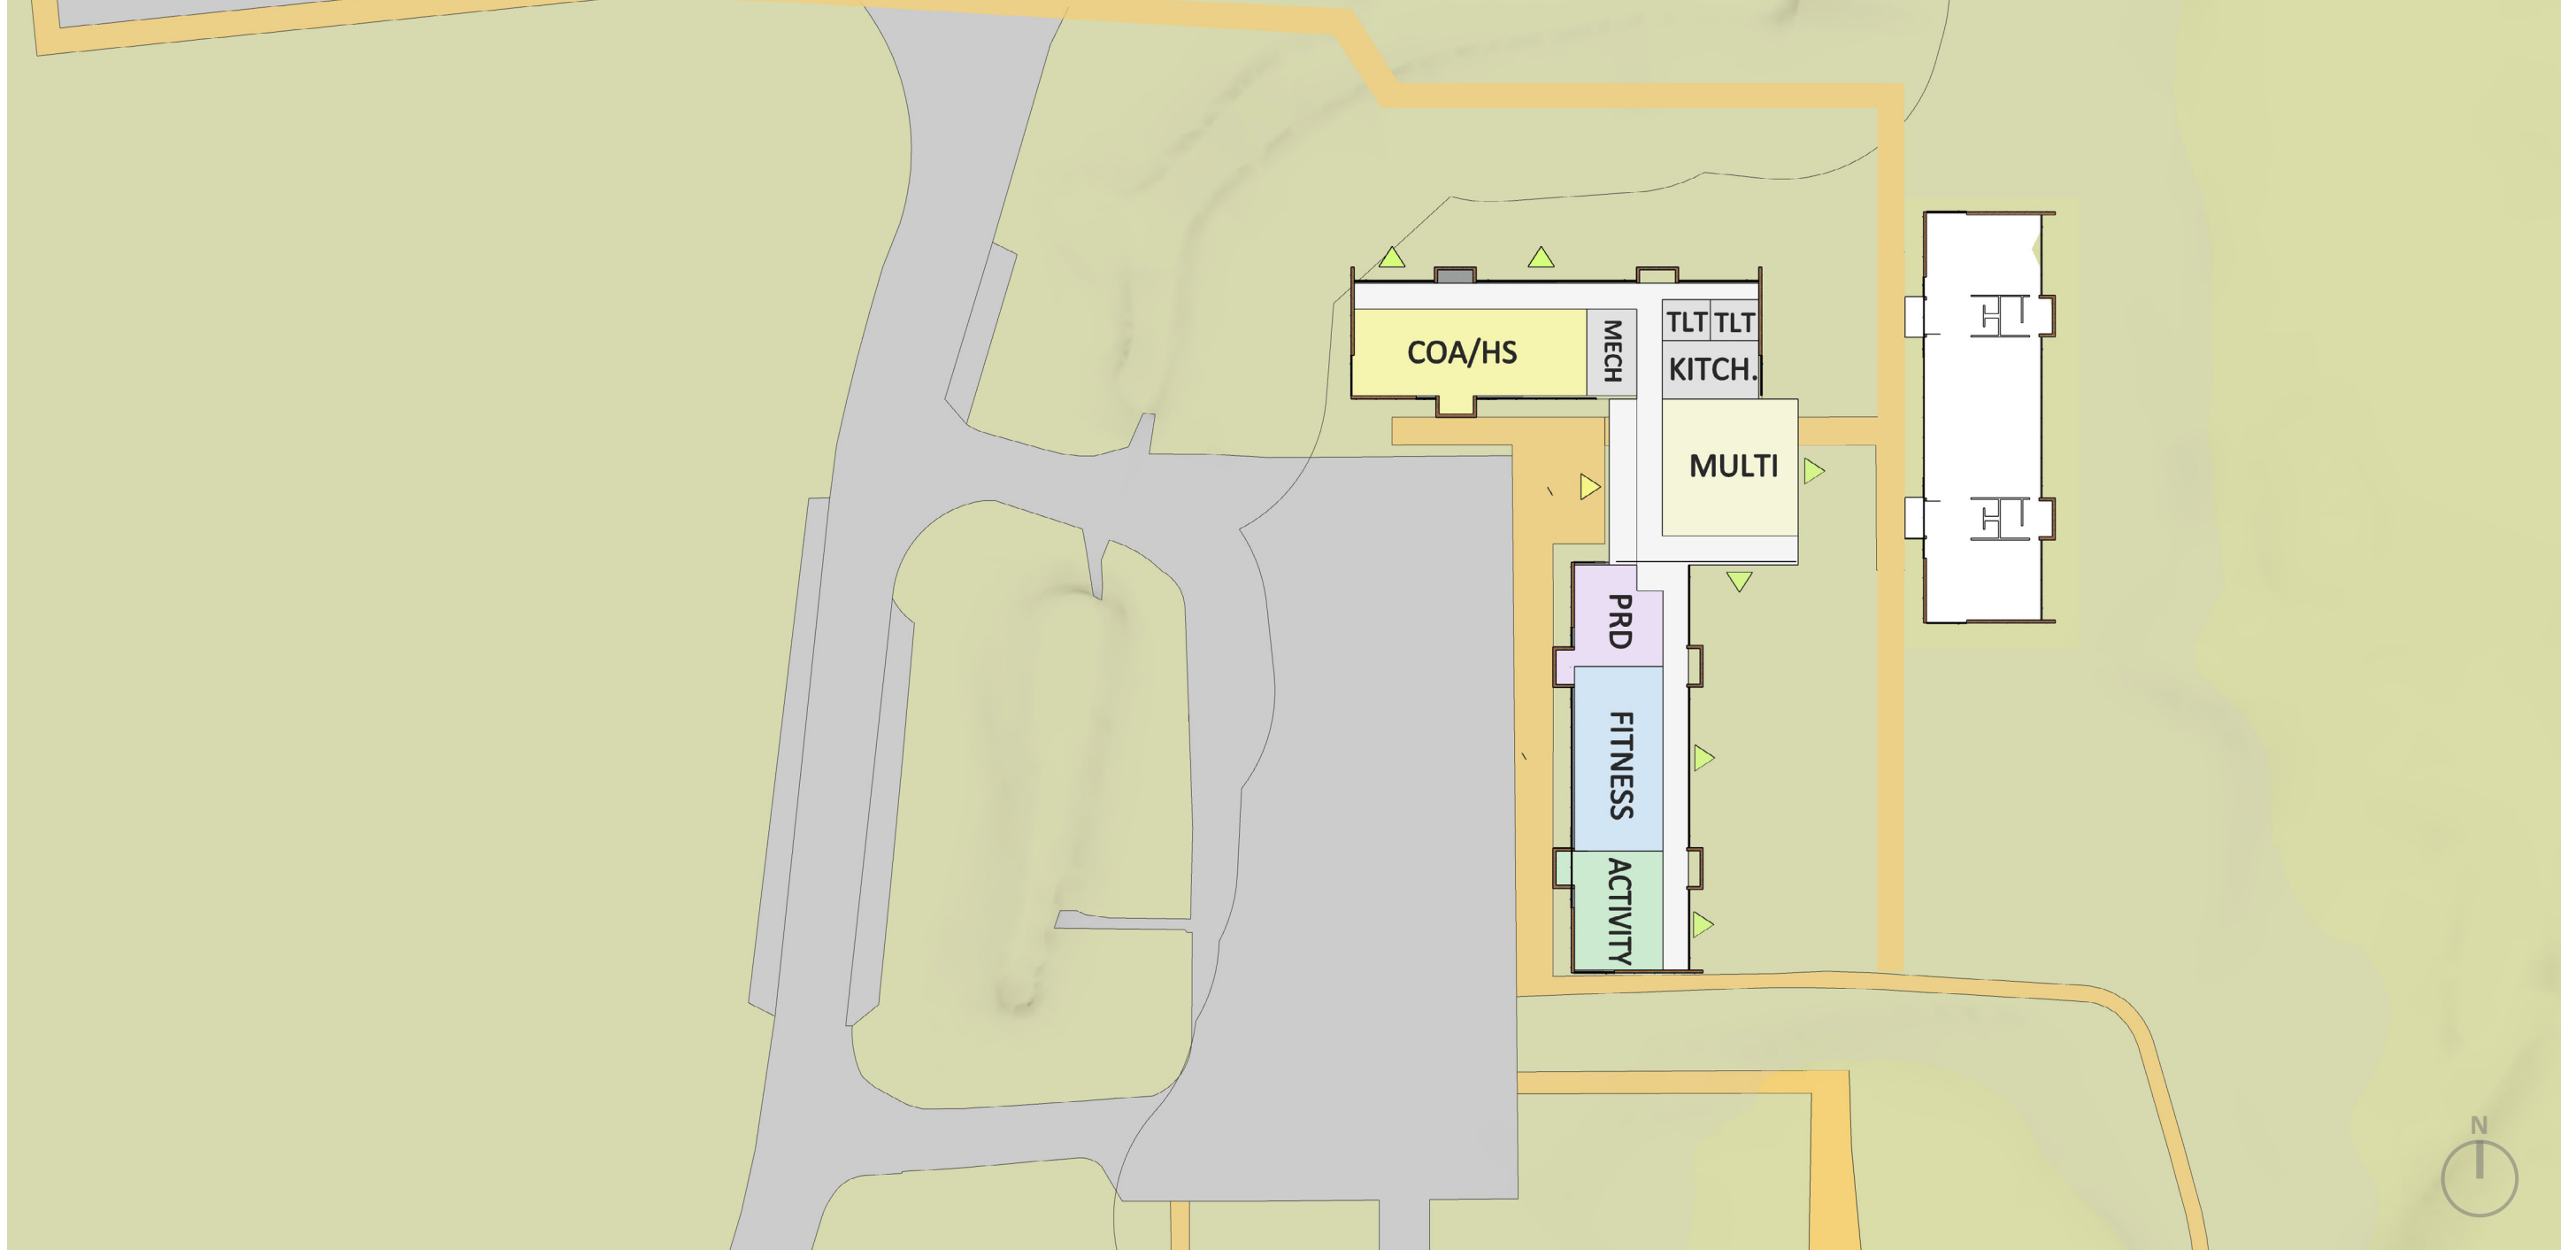 TLT TLT
COA/HS
MECH
KITCH.
MULTI
PRD
FITNESS
ACTIVITY
N